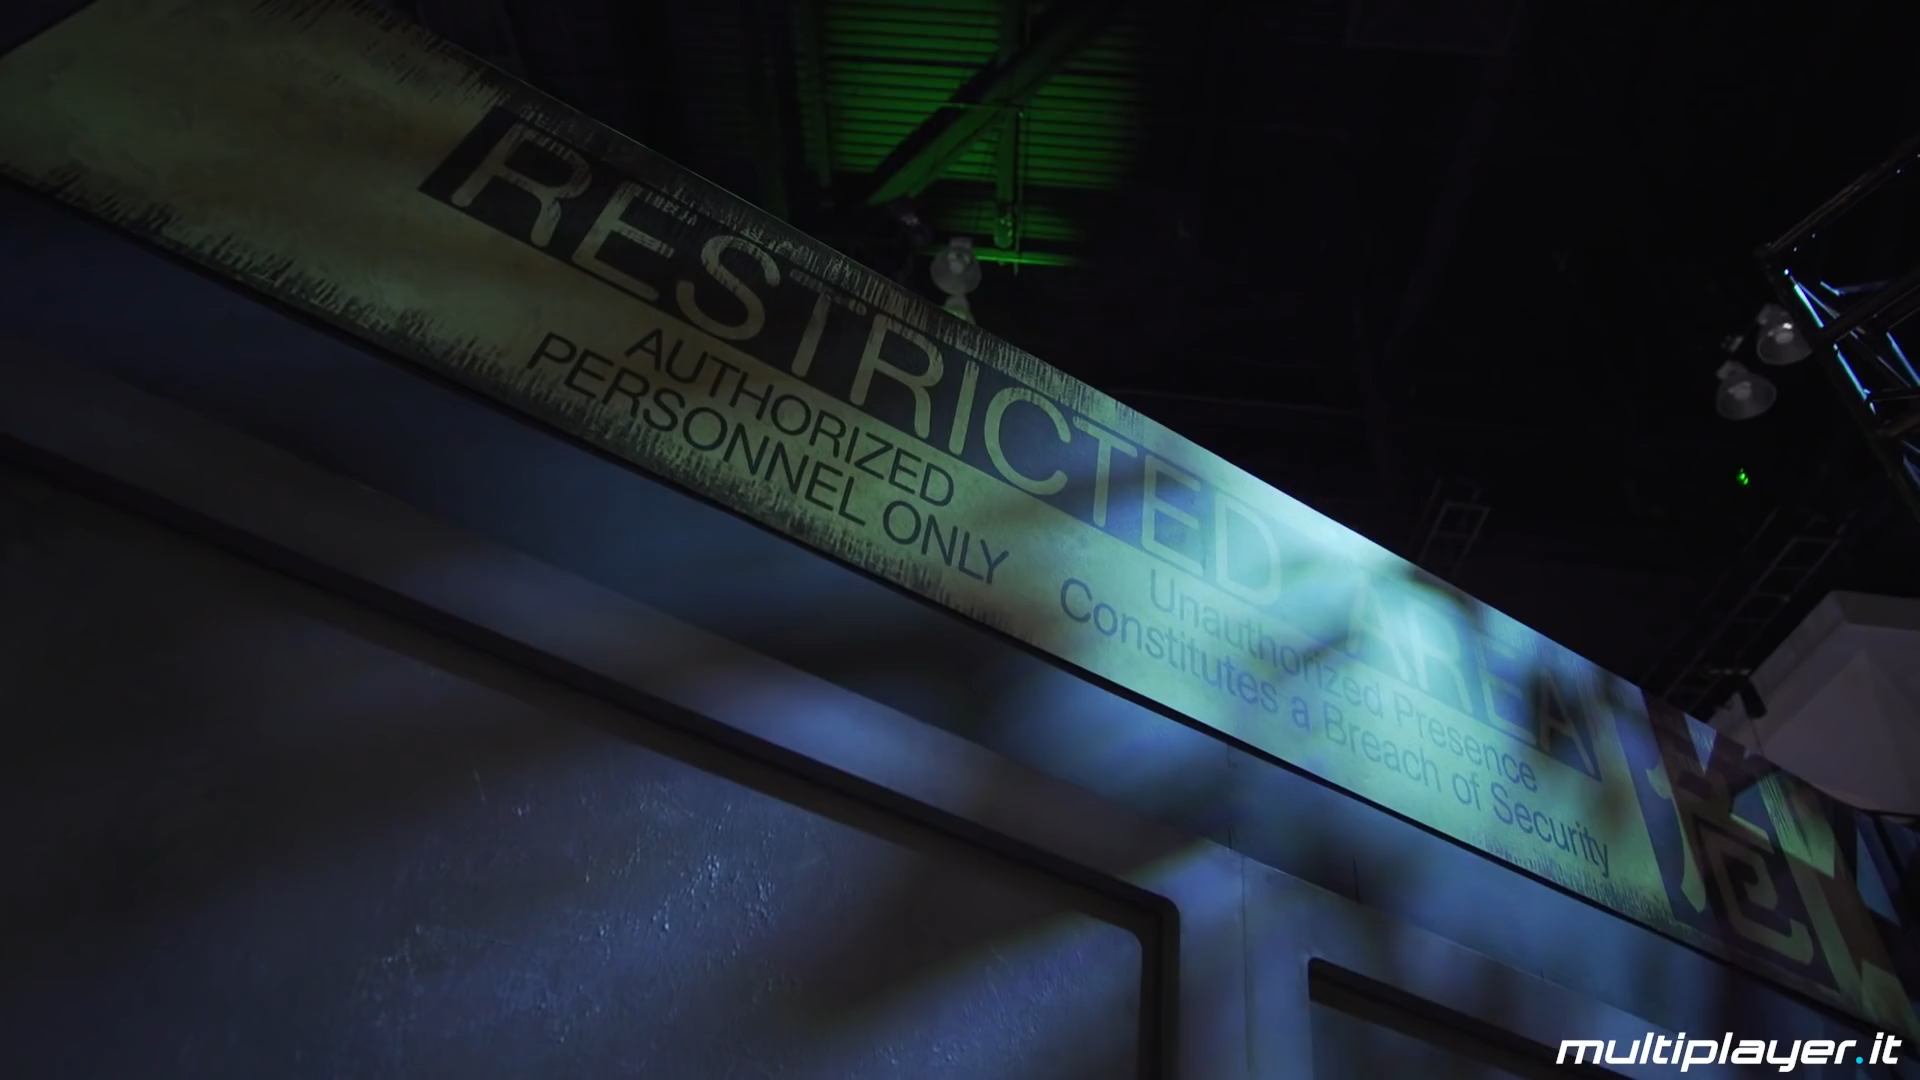 RESTRICTED AREA
AUTHORIZED
PERSONNEL ONLY
Unauthorized Presence
Constitutes a Breach of Security
multiplayer.it